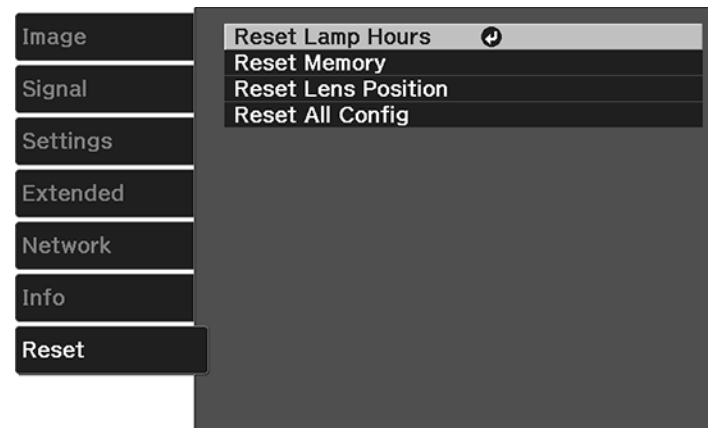 Image
Signal
Settings
Extended
Network
Info
Reset
Reset Lamp Hours
Reset Memory
Reset Lens Position
Reset All Config